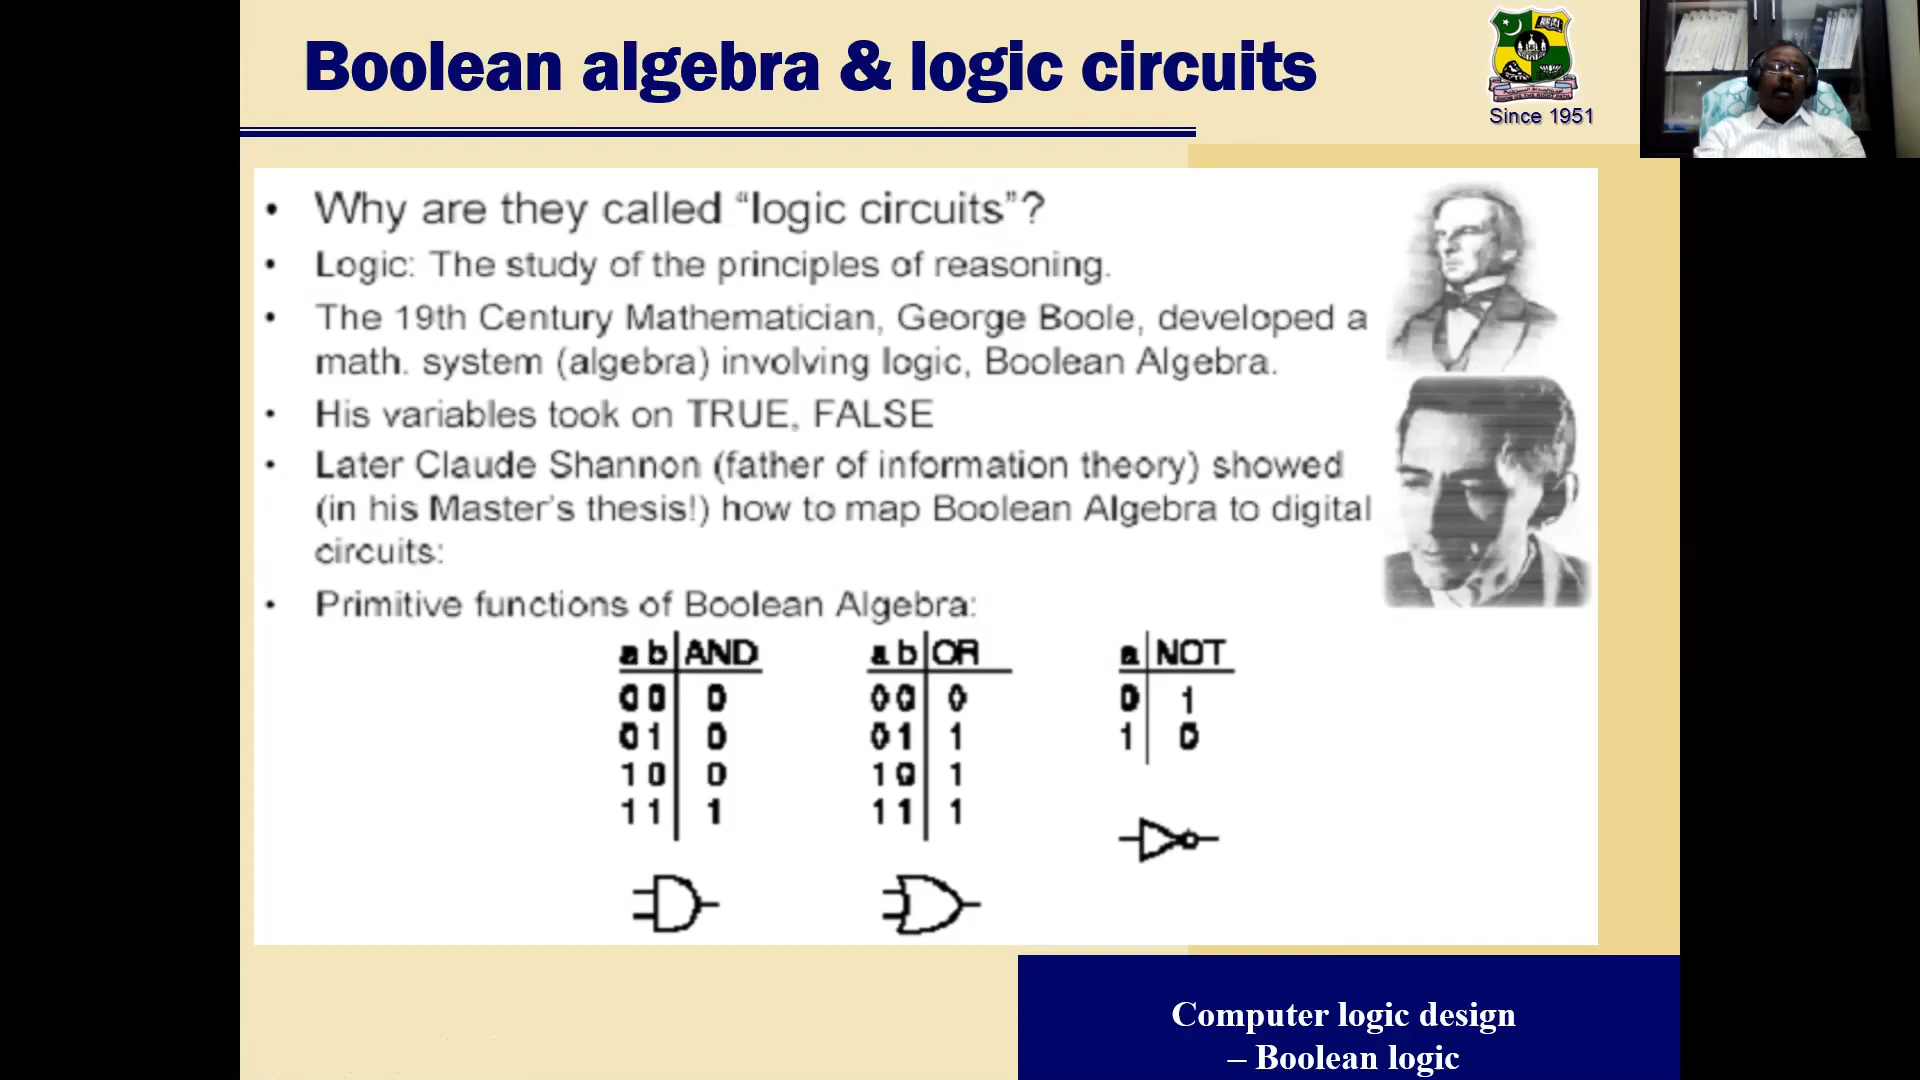 Boolean algebra & logic circuits
Since 1951
• Why are they called “logic circuits”?
• Logic: The study of the principles of reasoning.
• The 19th Century Mathematician, George Boole, developed a
math. system (algebra) involving logic, Boolean Algebra.
• His variables took on TRUE, FALSE
• Later Claude Shannon (father of information theory) showed
(in his Master’s thesis!) how to map Boolean Algebra to digital
circuits:
• Primitive functions of Boolean Algebra:
a b AND
0 0 0
0 1 0
1 0 0
1 1 1
a b OR
0 0 0
0 1 1
1 0 1
1 1 1
a NOT
0 1
1 0
Computer logic design
– Boolean logic